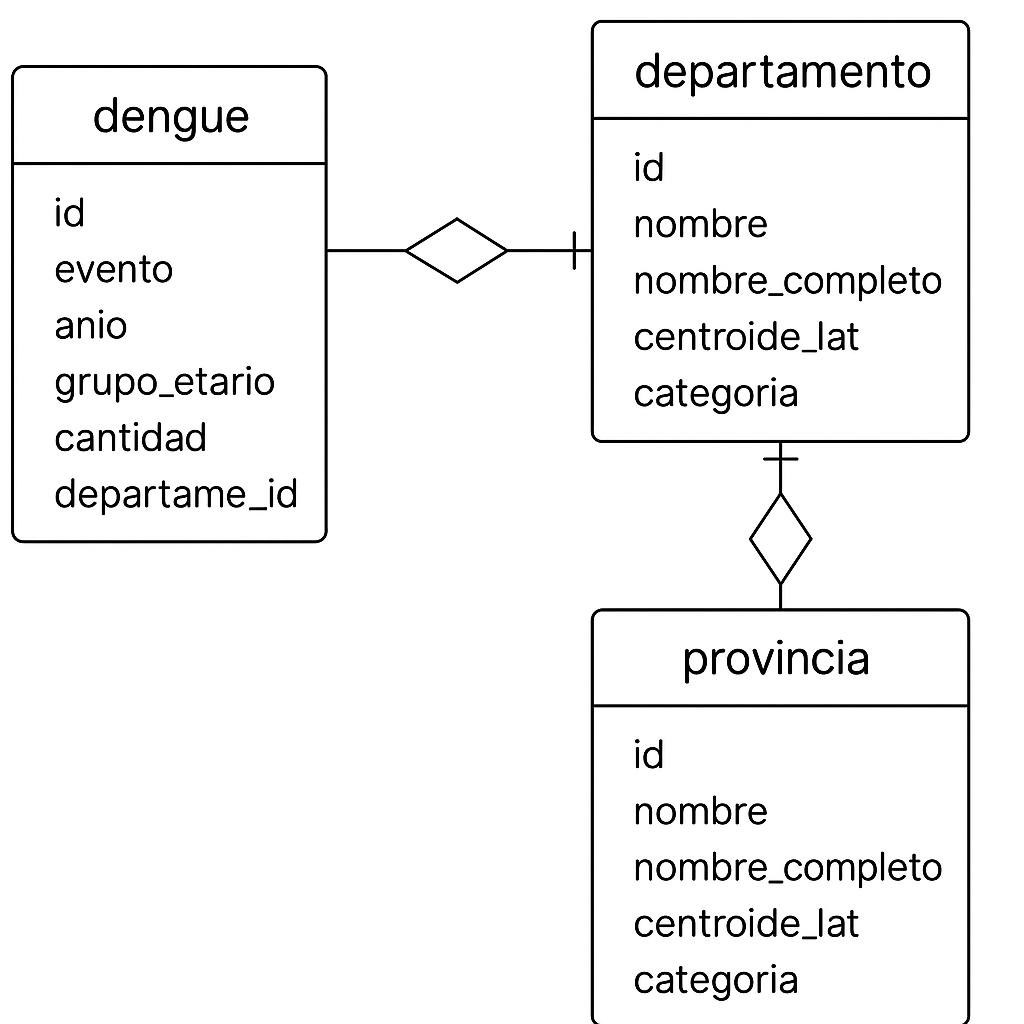 dengue
id
evento
anio
grupo_etario
cantidad
departame_id
departamento
id
nombre
nombre_completo
centroide_lat
categoria
provincia
id
nombre
nombre_completo
centroide_lat
categoria